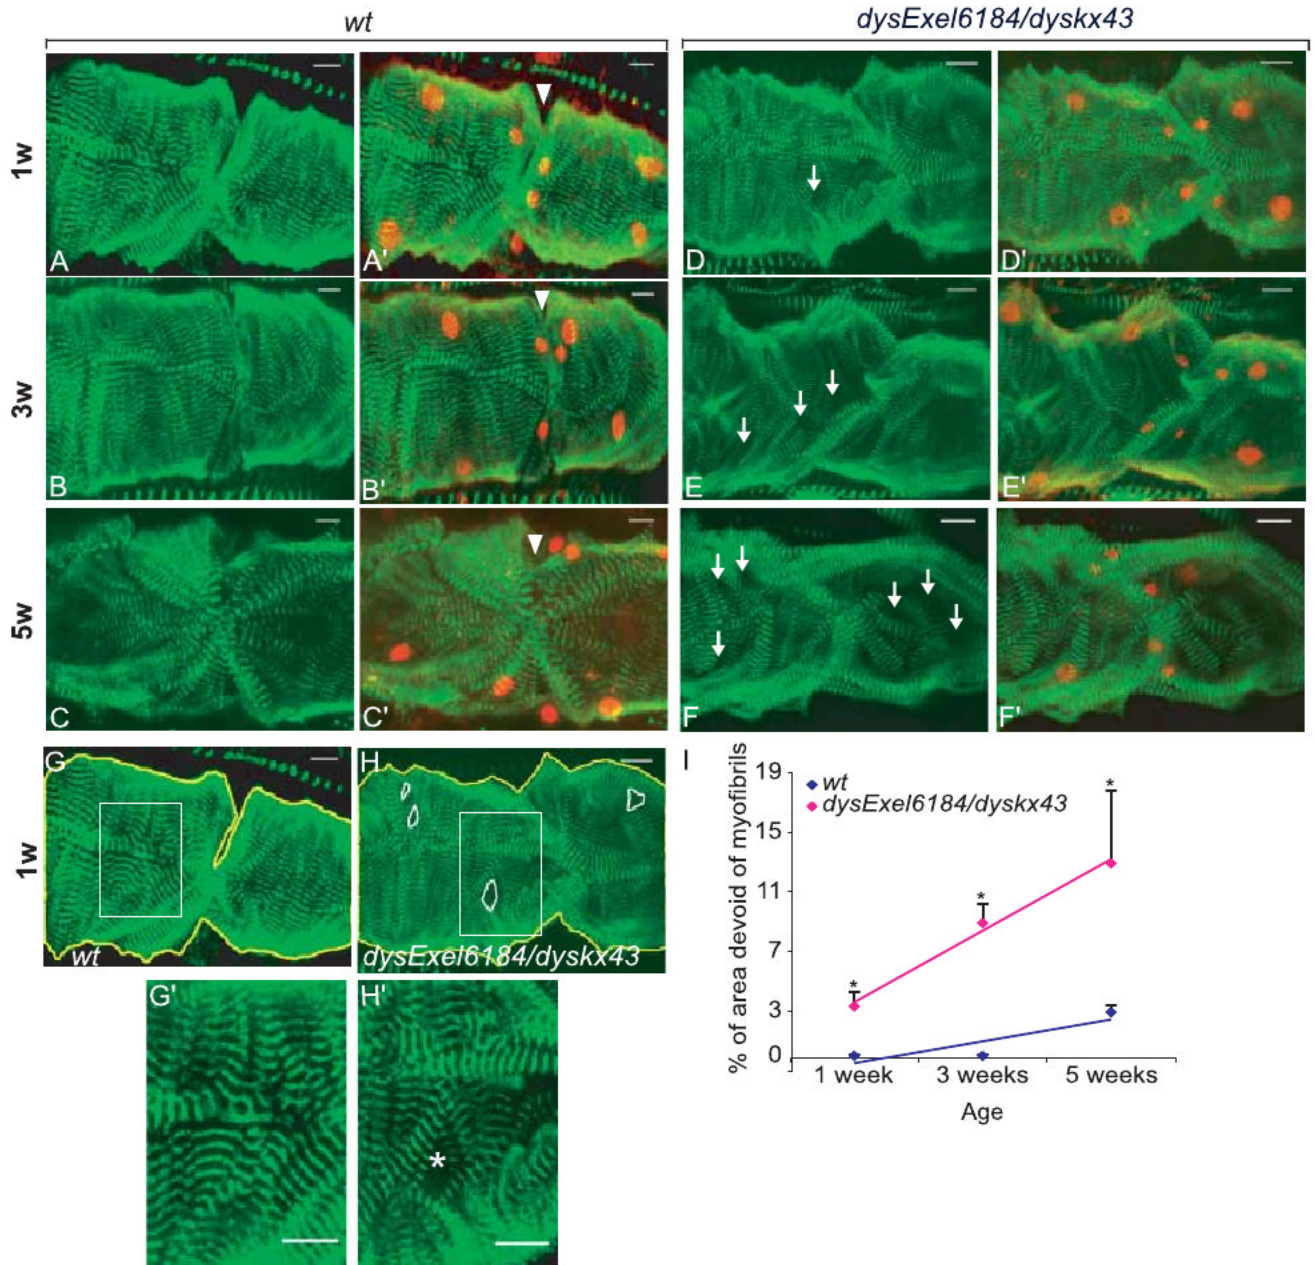 wt
dysExel6184/dyskx43
1w
A
A'
D
D'
3w
B
B'
E
E'
5w
C
C'
F
F'
1w
G
wt
H
dysExel6184/dyskx43
G'
H'
*
I
% of area devoid of myofibrils
19
15
11
7
3
0
wt
dysExel6184/dyskx43
*
*
*
1 week
3 weeks
5 weeks
Age